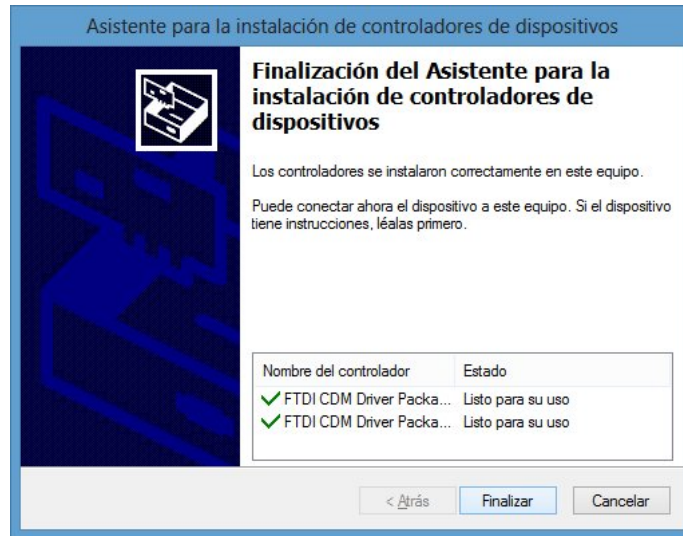 Asistente para la instalación de controladores de dispositivos
Finalización del Asistente para la
instalación de controladores de
dispositivos
Los controladores se instalaron correctamente en este equipo.
Puede conectar ahora el dispositivo a este equipo. Si el dispositivo
tiene instrucciones, léalas primero.
Nombre del controlador Estado
FTDI CDM Driver Packa... Listo para su uso
FTDI CDM Driver Packa... Listo para su uso
< Atrás Finalizar Cancelar